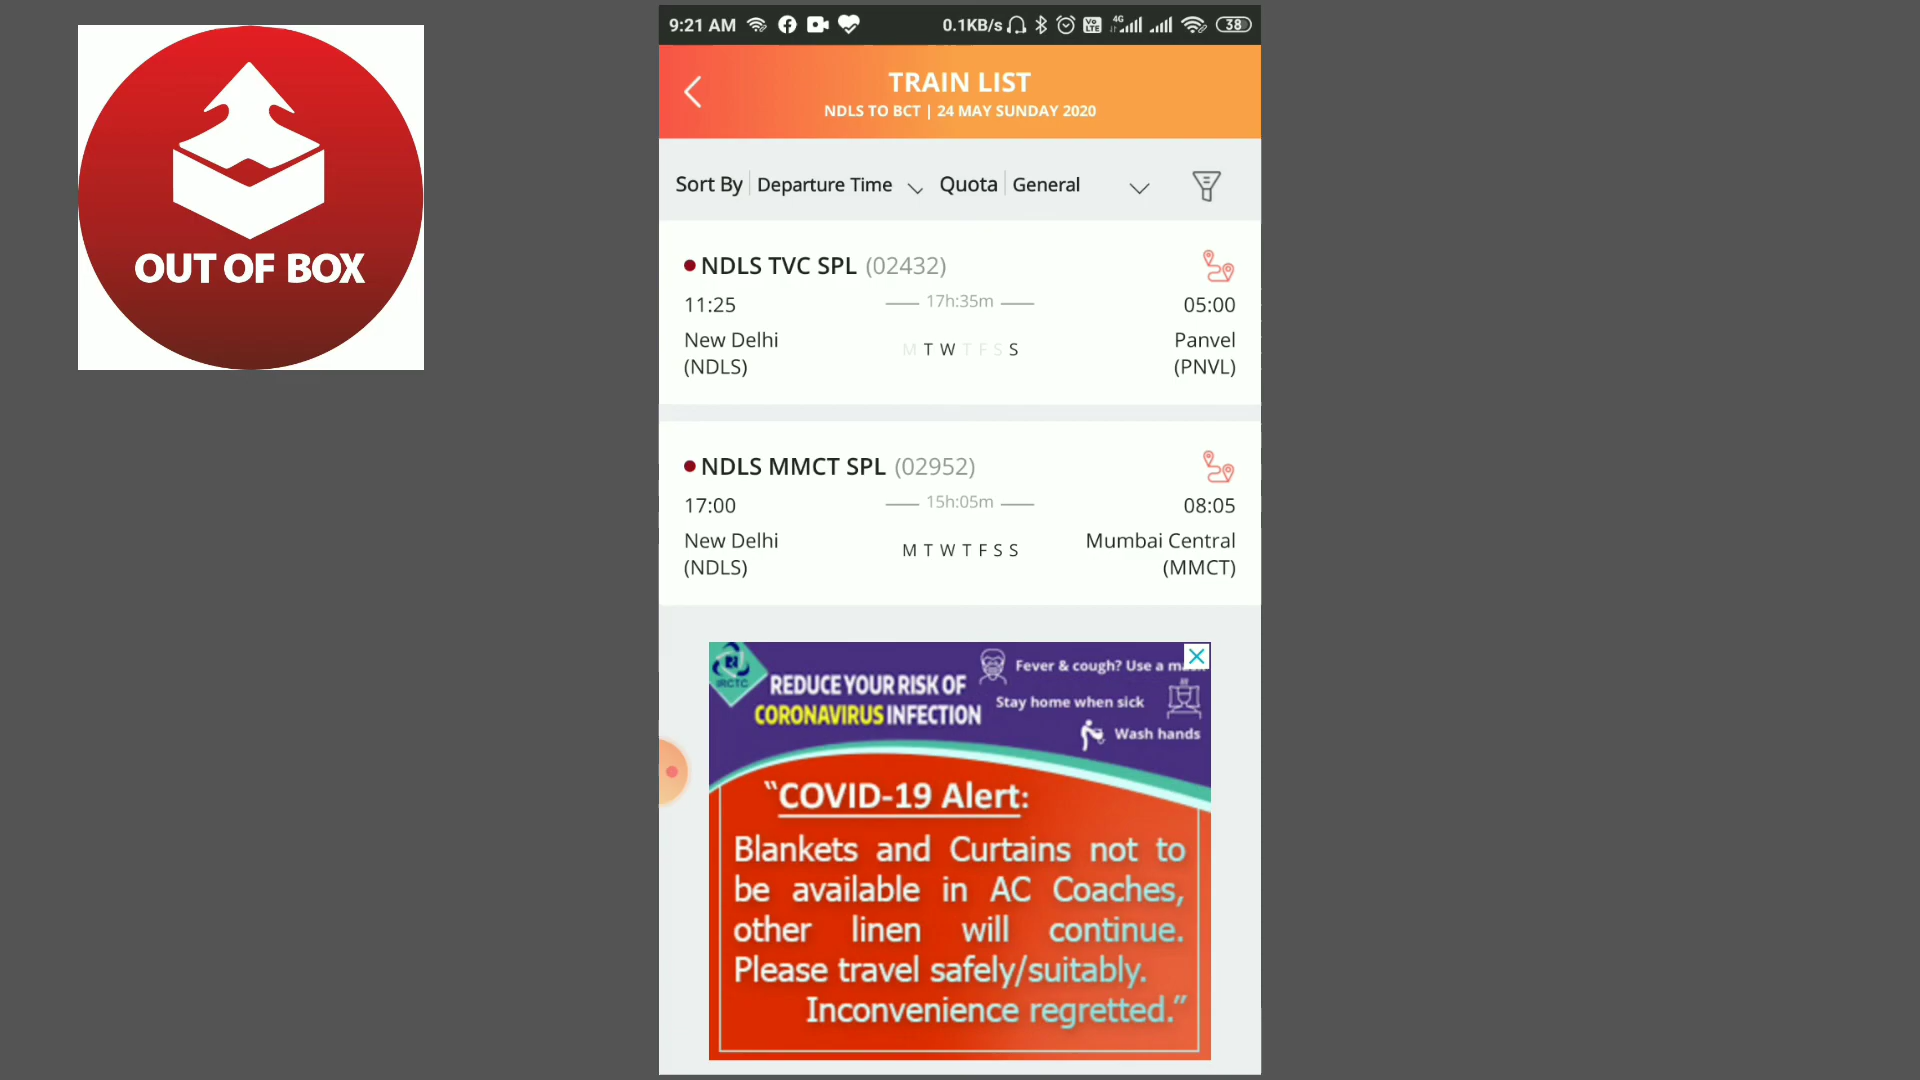 OUT OF BOX
9:21 AM
0.1KB/s
Vo LTE
4G
38
TRAIN LIST
NDLS TO BCT | 24 MAY SUNDAY 2020
Sort By Departure Time Quota General
NDLS TVC SPL (02432)
11:25 17h:35m 05:00
New Delhi Panvel
M T W T F S S
(NDLS) (PNVL)
NDLS MMCT SPL (02952)
17:00 15h:05m 08:05
New Delhi Mumbai Central
M T W T F S S
(NDLS) (MMCT)
IRCTC
REDUCE YOUR RISK OF
CORONAVIRUS INFECTION
Fever & cough? Use a
Stay home when sick
Wash hands
“COVID-19 Alert:
Blankets and Curtains not to
be available in AC Coaches,
other linen will continue.
Please travel safely/suitably.
Inconvenience regretted.”